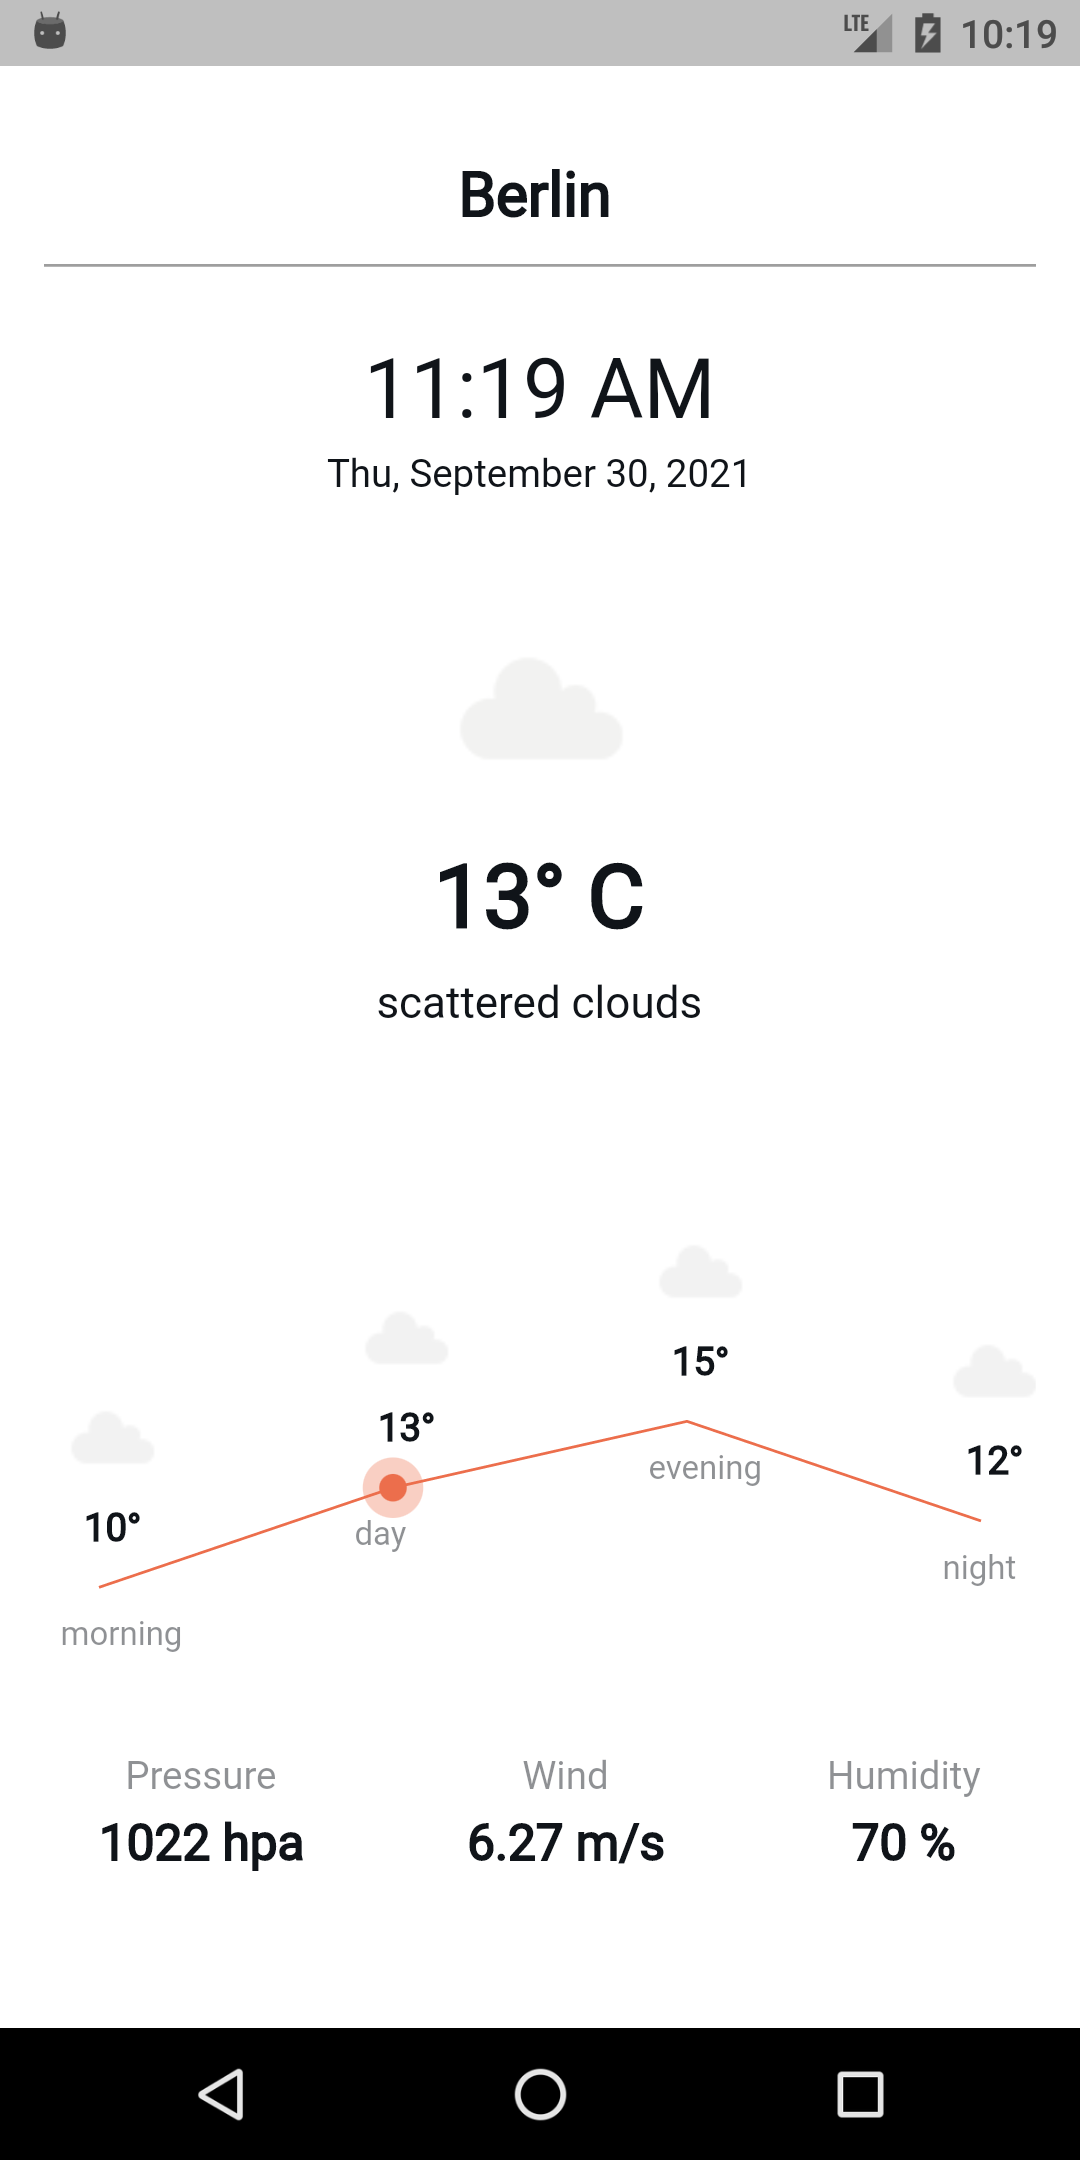 LTE 10:19
Berlin
11:19 AM
Thu, September 30, 2021
13° C
scattered clouds
10°
morning
13°
day
15°
evening
12°
night
Pressure Wind Humidity
1022 hpa 6.27 m/s 70 %